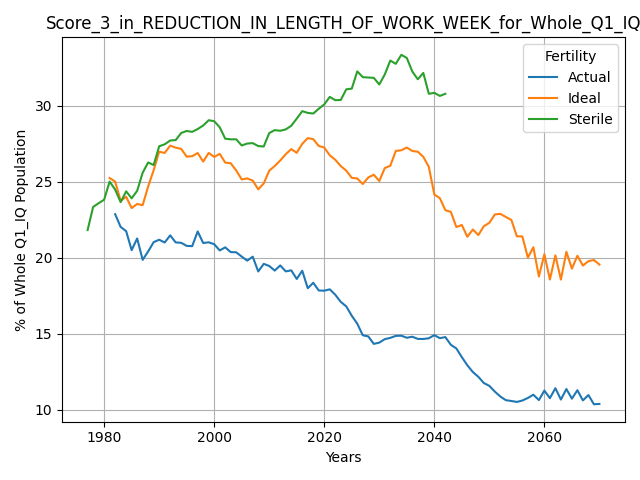 Score_3_in_REDUCTION_IN_LENGTH_OF_WORK_WEEK_for_Whole_Q1_IQ
Fertility
Actual
Ideal
Sterile
% of Whole Q1_IQ Population
30
25
20
15
10
1980
2000
2020
2040
2060
Years